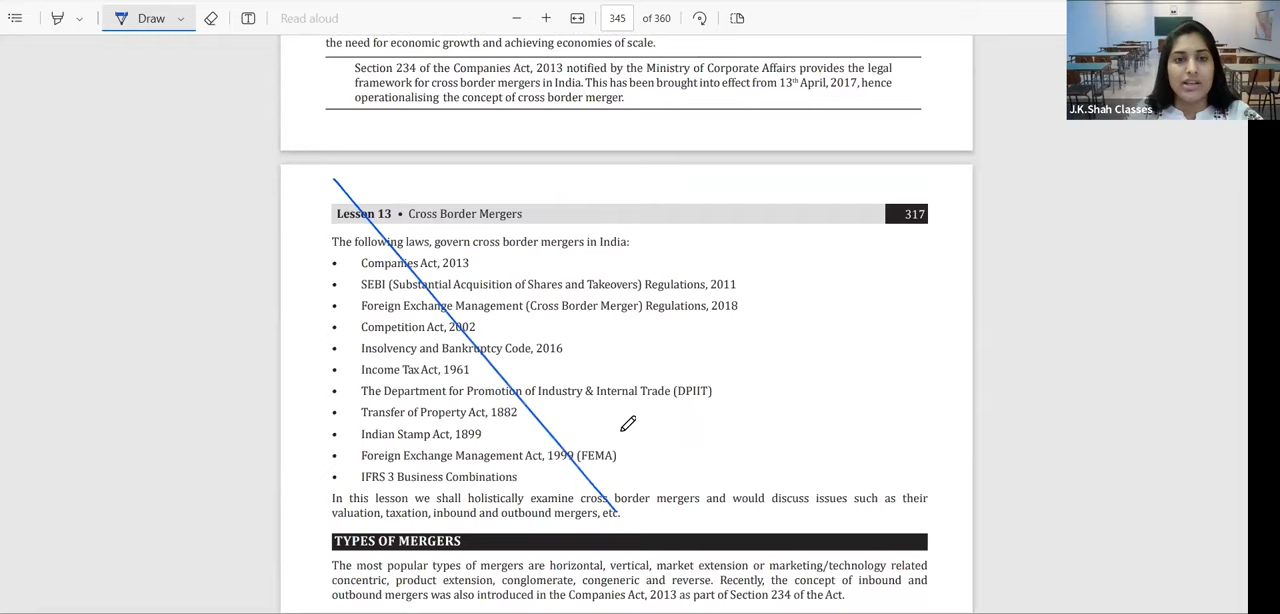 Draw
Read aloud
345 of 360
J.K.Shah Classes
the need for economic growth and achieving economies of scale.
Section 234 of the Companies Act, 2013 notified by the Ministry of Corporate Affairs provides the legal
framework for cross border mergers in India. This has been brought into effect from 13th April, 2017, hence
operationalising the concept of cross border merger.
Lesson 13 • Cross Border Mergers 317
The following laws, govern cross border mergers in India:
• Companies Act, 2013
• SEBI (Substantial Acquisition of Shares and Takeovers) Regulations, 2011
• Foreign Exchange Management (Cross Border Merger) Regulations, 2018
• Competition Act, 2002
• Insolvency and Bankruptcy Code, 2016
• Income Tax Act, 1961
• The Department for Promotion of Industry & Internal Trade (DPIIT)
• Transfer of Property Act, 1882
• Indian Stamp Act, 1899
• Foreign Exchange Management Act, 1999 (FEMA)
• IFRS 3 Business Combinations
In this lesson we shall holistically examine cross border mergers and would discuss issues such as their
valuation, taxation, inbound and outbound mergers, etc.
TYPES OF MERGERS
The most popular types of mergers are horizontal, vertical, market extension or marketing/technology related
concentric, product extension, conglomerate, congeneric and reverse. Recently, the concept of inbound and
outbound mergers was also introduced in the Companies Act, 2013 as part of Section 234 of the Act.